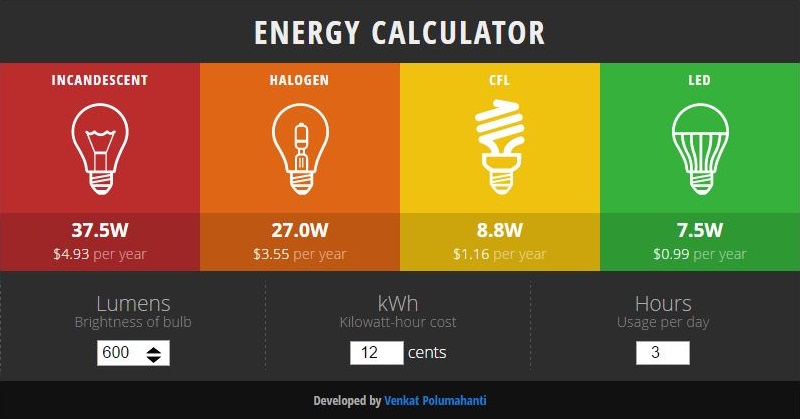 ENERGY CALCULATOR
INCANDESCENT HALOGEN CFL LED
37.5W 27.0W 8.8W 7.5W
$4.93 per year $3.55 per year $1.16 per year $0.99 per year
Lumens kWh Hours
Brightness of bulb Kilowatt-hour cost Usage per day
600 12 cents 3
Developed by Venkat Polumahanti